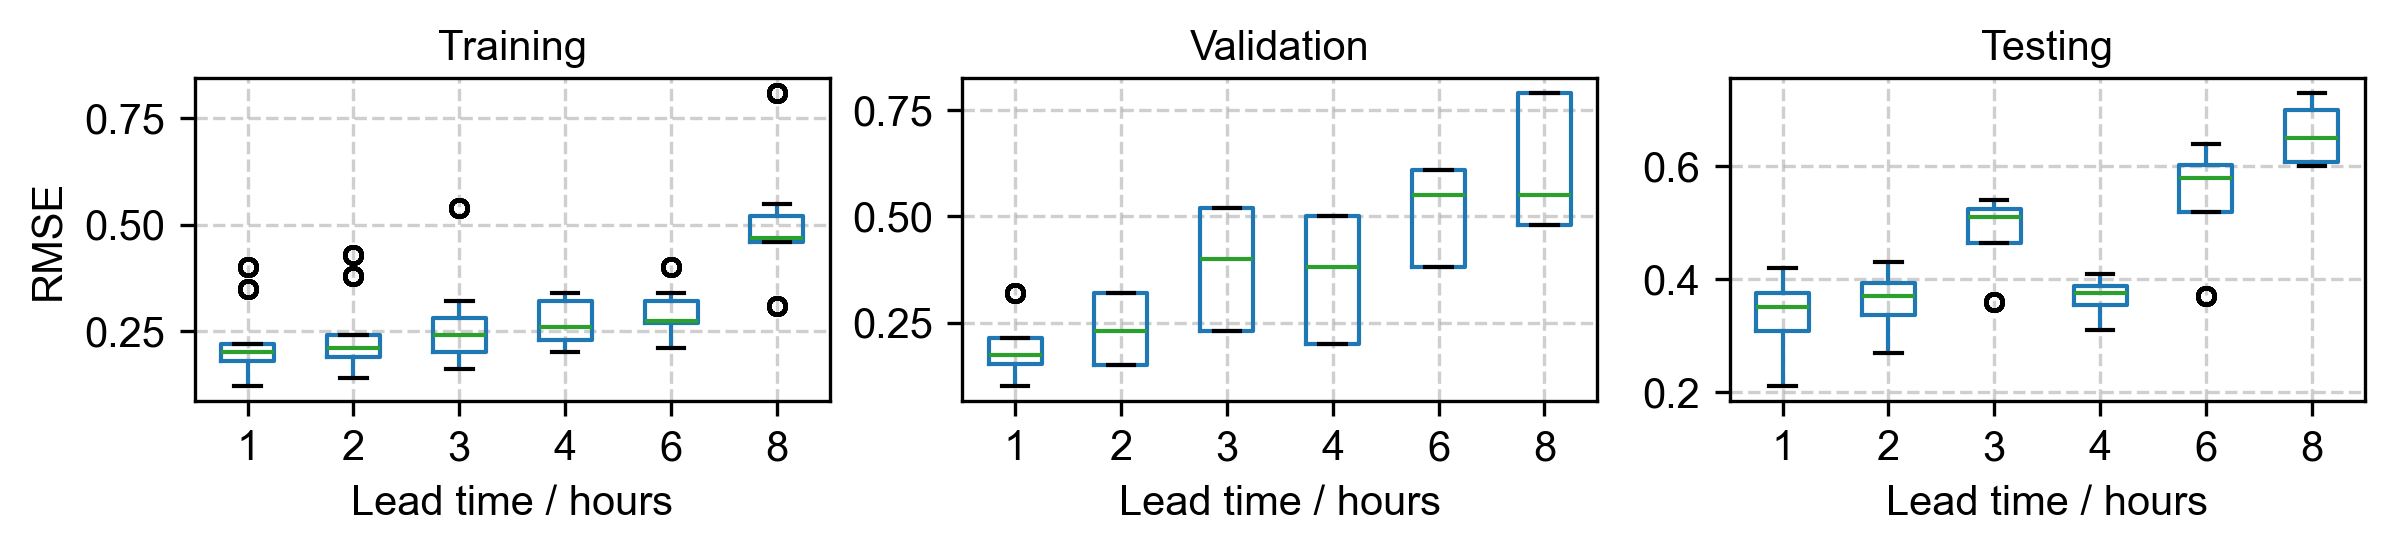 Training
Validation
Testing
RMSE
0.75
0.50
0.25
1 2 3 4 6 8
Lead time / hours
0.75
0.50
0.25
1 2 3 4 6 8
Lead time / hours
0.6
0.4
0.2
1 2 3 4 6 8
Lead time / hours